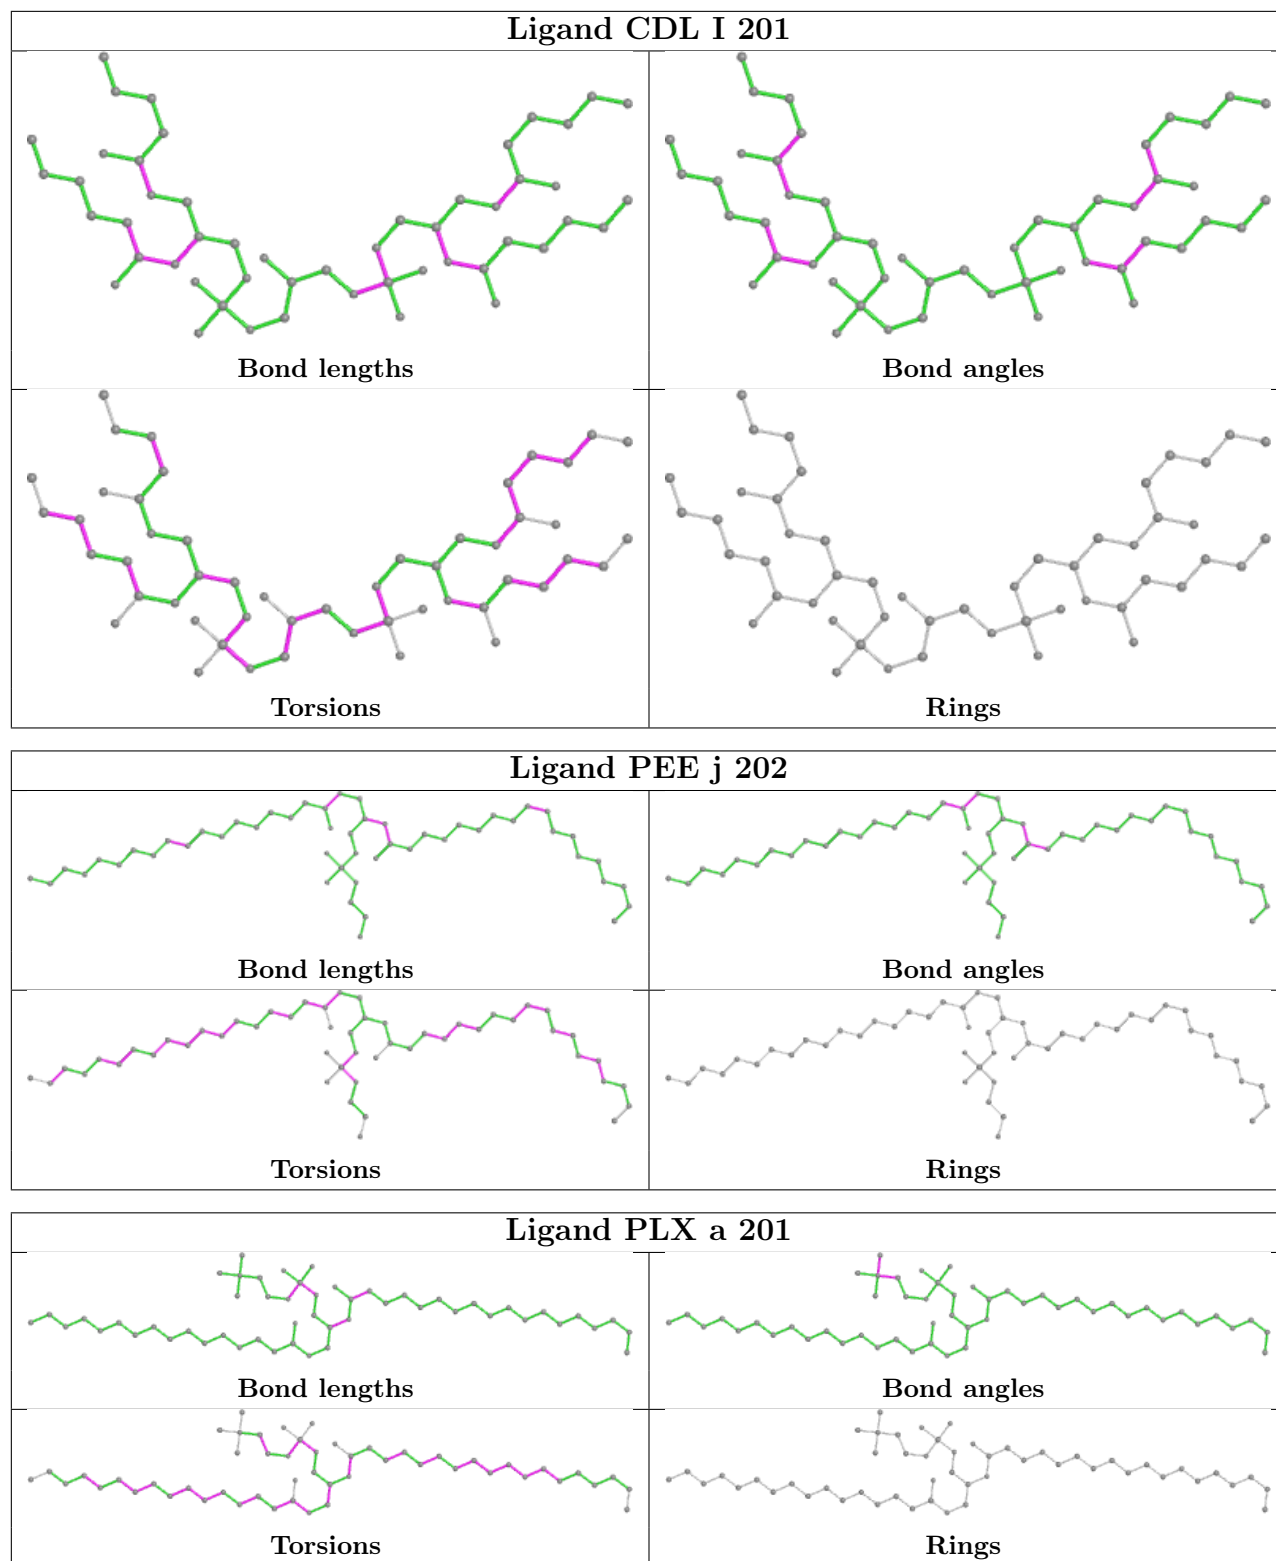 Ligand CDL I 201
Bond lengths
Bond angles
Torsions
Rings
Ligand PEE j 202
Bond lengths
Bond angles
Torsions
Rings
Ligand PLX a 201
Bond lengths
Bond angles
Torsions
Rings